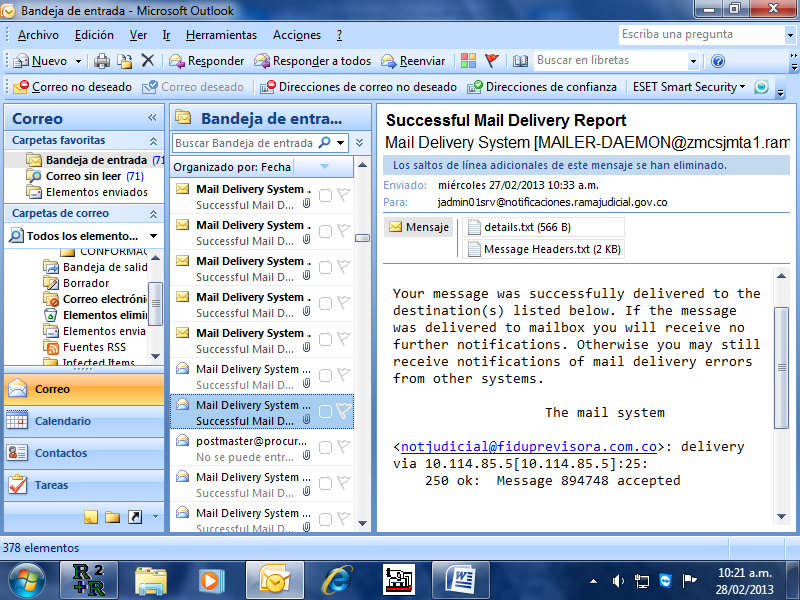 Bandeja de entrada - Microsoft Outlook
Archivo Edición Ver Ir Herramientas Acciones ?
Escriba una pregunta
Nuevo Responder Responder a todos Reenviar Buscar en libretas
Correo no deseado Correo deseado Direcciones de correo no deseado Direcciones de confianza ESET Smart Security
Correo
Carpetas favoritas
Bandeja de entrada (71
Correo sin leer (71)
Elementos enviados
Carpetas de correo
Todos los elemento...
CONFORMAC
Bandeja de salid
Borrador
Correo electróni
Elementos elimi
Elementos envia
Fuentes RSS
Infected Items
Correo
Calendario
Contactos
Tareas
Bandeja de entra...
Buscar Bandeja de entrada
Organizado por: Fecha
Mail Delivery System ..
Successful Mail D...
Mail Delivery System ..
Successful Mail D...
Mail Delivery System ..
Successful Mail D...
Mail Delivery System ..
Successful Mail D...
Mail Delivery System ..
Successful Mail D...
Mail Delivery System ...
Successful Mail D...
Mail Delivery System ...
Successful Mail D...
postmaster@procur...
No se puede entr...
Mail Delivery System ...
Successful Mail D...
Mail Delivery System ...
Successful Mail D...
Successful Mail Delivery Report
Mail Delivery System [MAILER-DAEMON@zmcsjmta1.ram
Los saltos de línea adicionales de este mensaje se han eliminado.
Enviado: miércoles 27/02/2013 10:33 a.m.
Para: jadmin01srv@notificaciones.ramajudicial.gov.co
Mensaje
details.txt (566 B)
Message Headers.txt (2 KB)
Your message was successfully delivered to the
destination(s) listed below. If the message
was delivered to mailbox you will receive no
further notifications. Otherwise you may still
receive notifications of mail delivery errors
from other systems.
The mail system
<notjudicial@fiduprevisora.com.co>: delivery
via 10.114.85.5[10.114.85.5]:25:
250 ok: Message 894748 accepted
378 elementos
R2
+R
10:21 a.m.
28/02/2013